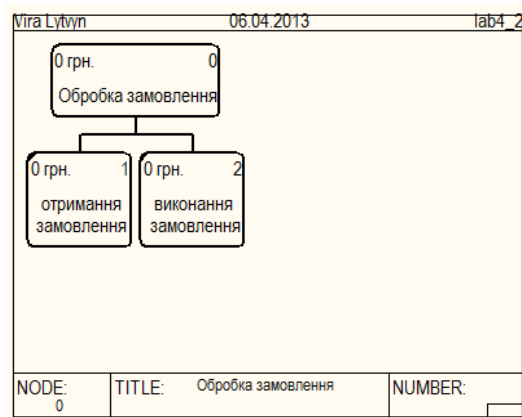 Vira Lytvyn 06.04.2013 lab4_2
0 грн. 0
Обробка замовлення
0 грн. 1
отримання
замовлення
0 грн. 2
виконання
замовлення
NODE: TITLE: Обробка замовлення NUMBER:
0